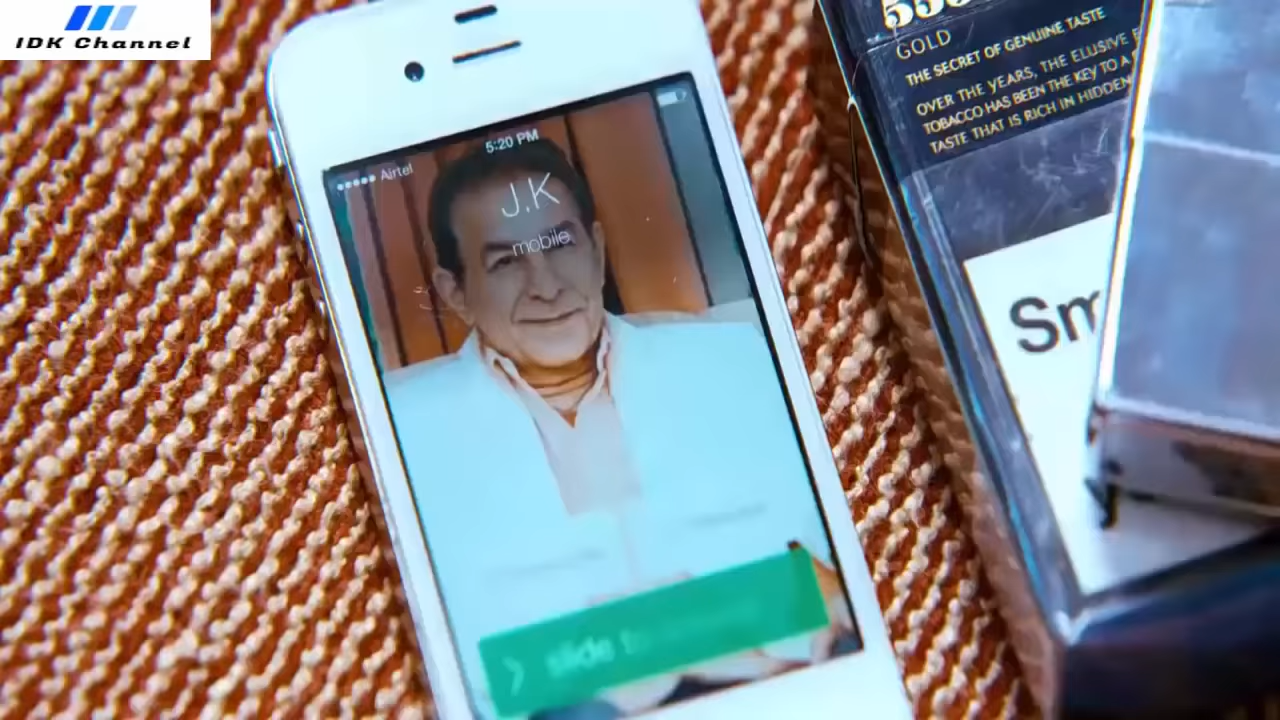 IDK Channel
Airtel
5:20 PM
J.K
mobile
slide
GOLD
THE SECRET OF GENUINE TASTE
OVER THE YEARS, THE ELUSIVE
TOBACCO HAS BEEN THE KEY TO A
TASTE THAT IS RICH IN HIDDEN